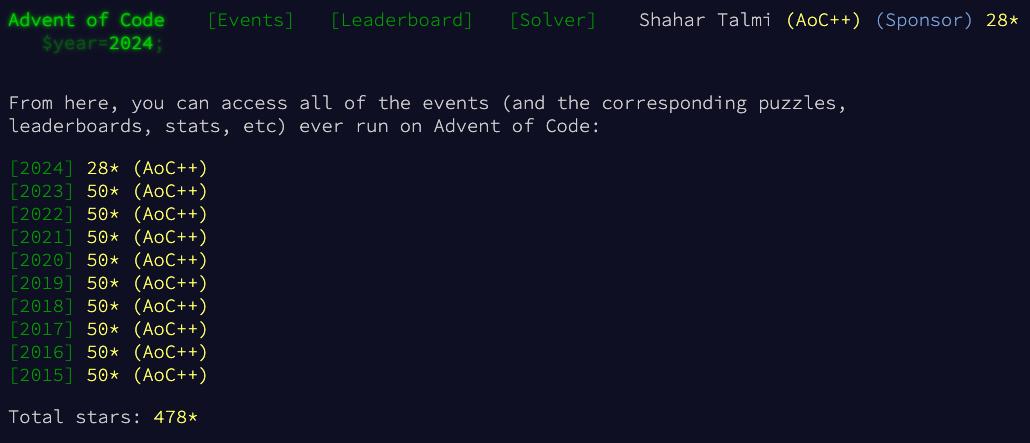 Advent of Code [Events] [Leaderboard] [Solver] Shahar Talmi (AoC++) (Sponsor) 28*
$year=2024;
From here, you can access all of the events (and the corresponding puzzles,
leaderboards, stats, etc) ever run on Advent of Code:
[2024] 28* (AoC++)
[2023] 50* (AoC++)
[2022] 50* (AoC++)
[2021] 50* (AoC++)
[2020] 50* (AoC++)
[2019] 50* (AoC++)
[2018] 50* (AoC++)
[2017] 50* (AoC++)
[2016] 50* (AoC++)
[2015] 50* (AoC++)
Total stars: 478*